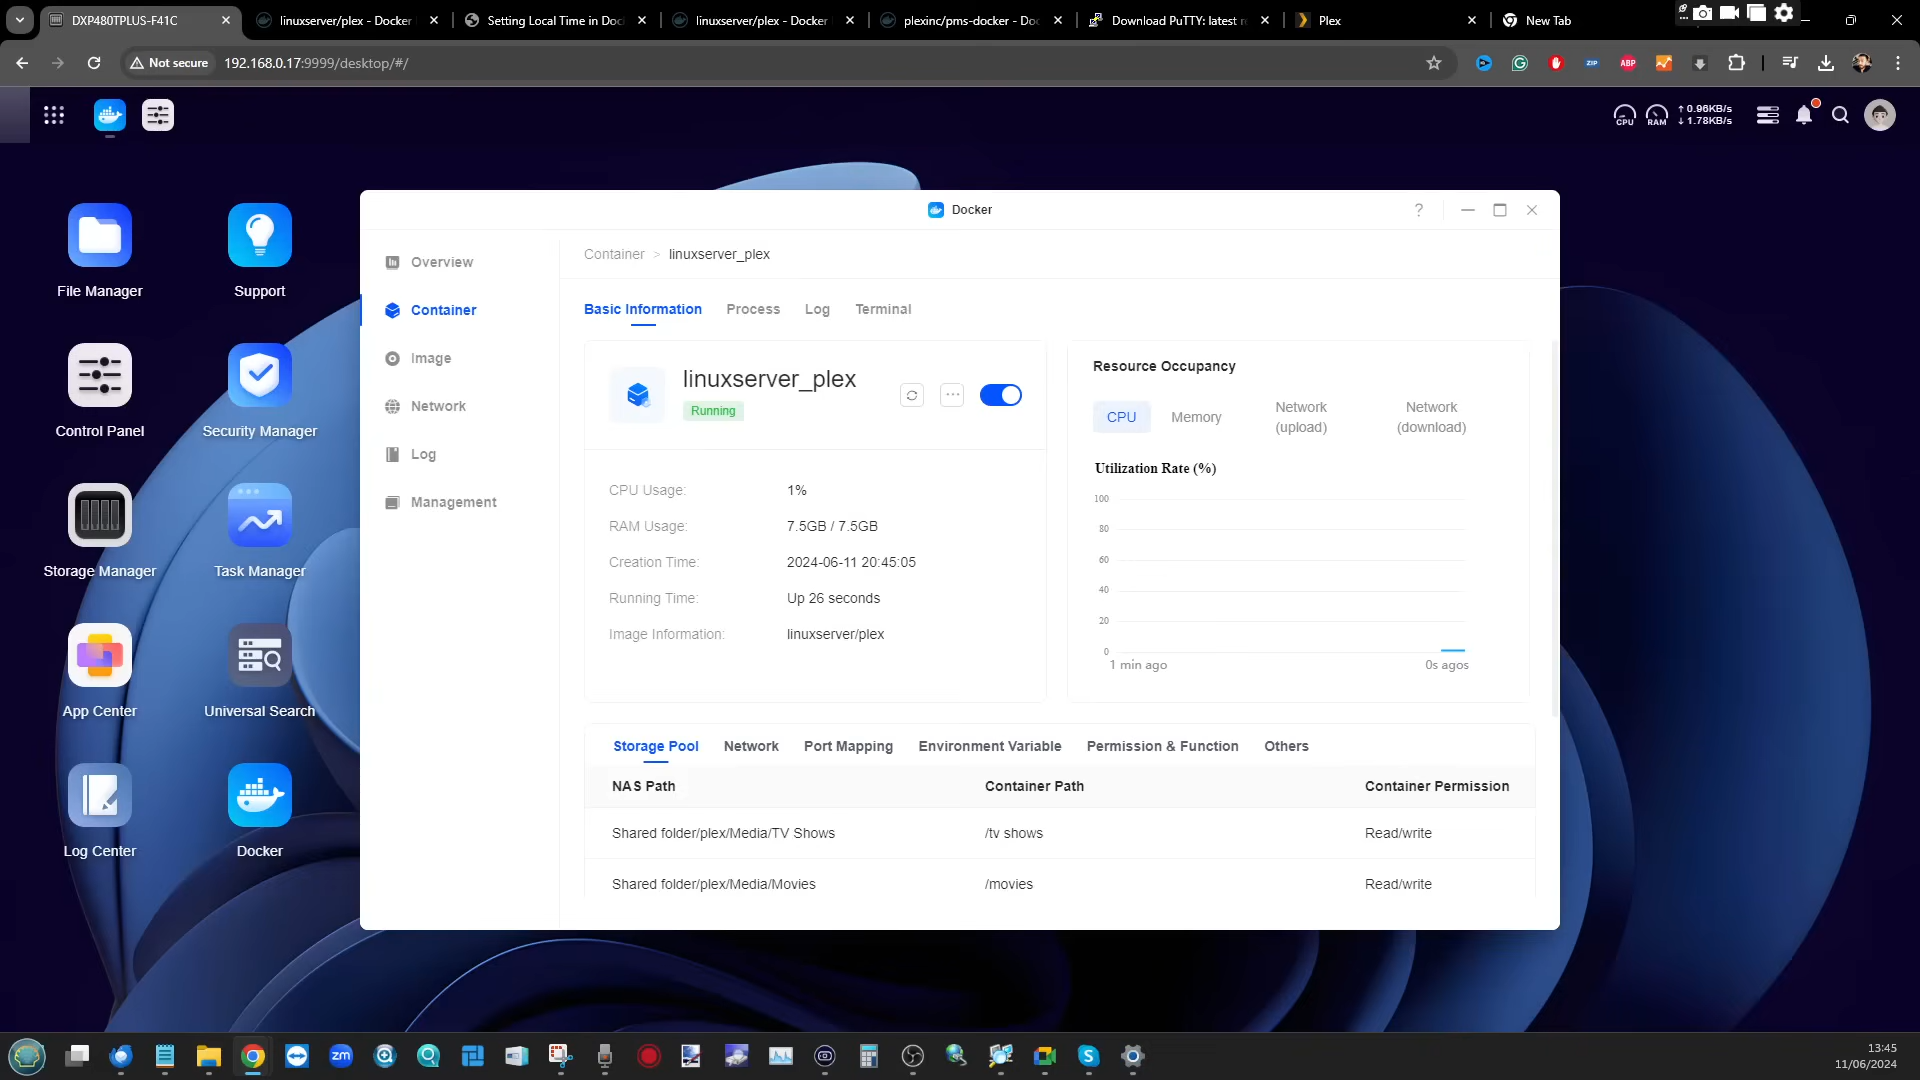 DXP480TPLUS-F41C
linuxserver/plex - Docker
Setting Local Time in Doc
linuxserver/plex - Docker
plexinc/pms-docker - Doc
Download PuTTY: latest re
Plex
New Tab
Not secure
192.168.0.17:9999/desktop/#/
ZIP
ABP
CPU
RAM
↑ 0.96KB/s
↓ 1.78KB/s
File Manager
Support
Control Panel
Security Manager
Storage Manager
Task Manager
App Center
Universal Search
Log Center
Docker
Docker
?
Overview
Container
Image
Network
Log
Management
Container > linuxserver_plex
Basic Information
Process
Log
Terminal
linuxserver_plex
Running
CPU Usage: 1%
RAM Usage: 7.5GB / 7.5GB
Creation Time: 2024-06-11 20:45:05
Running Time: Up 26 seconds
Image Information: linuxserver/plex
Resource Occupancy
CPU
Memory
Network (upload)
Network (download)
Utilization Rate (%)
100
80
60
40
20
0
1 min ago
0s agos
Storage Pool
Network
Port Mapping
Environment Variable
Permission & Function
Others
NAS Path Container Path Container Permission
Shared folder/plex/Media/TV Shows /tv shows Read/write
Shared folder/plex/Media/Movies /movies Read/write
zm
13:45
11/06/2024